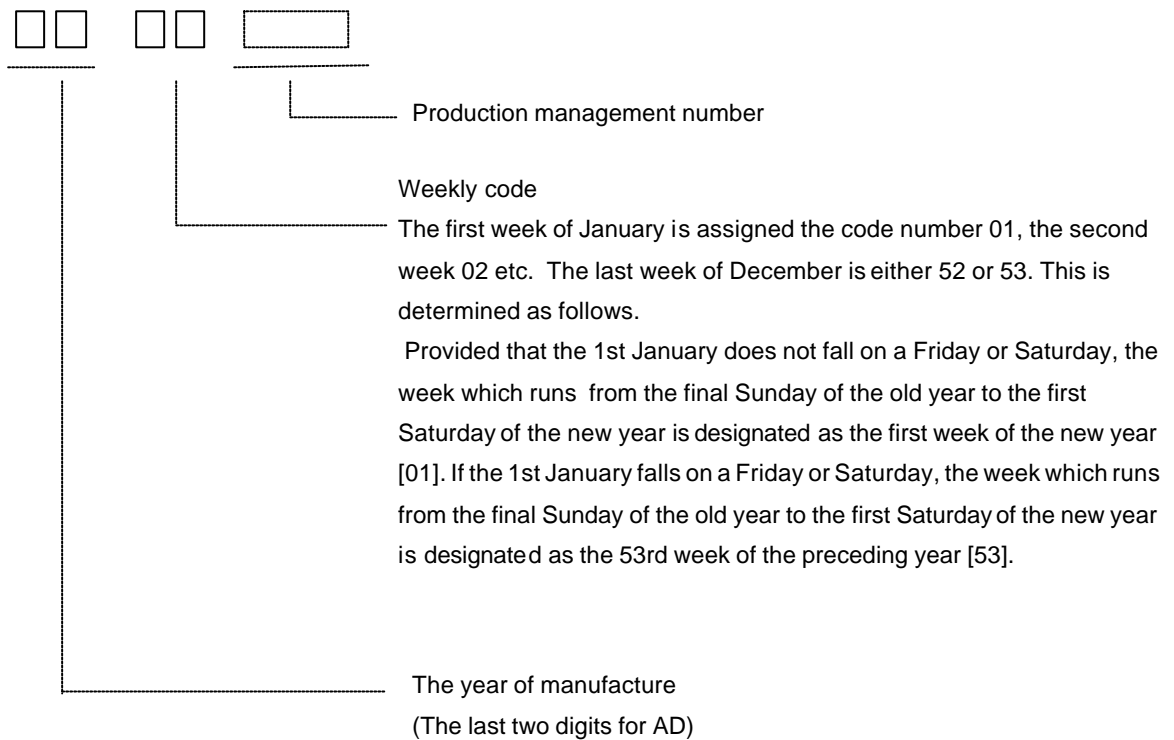 Production management number
Weekly code
The first week of January is assigned the code number 01, the second
week 02 etc. The last week of December is either 52 or 53. This is
determined as follows.
Provided that the 1st January does not fall on a Friday or Saturday, the
week which runs from the final Sunday of the old year to the first
Saturday of the new year is designated as the first week of the new year
[01]. If the 1st January falls on a Friday or Saturday, the week which runs
from the final Sunday of the old year to the first Saturday of the new year
is designated as the 53rd week of the preceding year [53].
The year of manufacture
(The last two digits for AD)